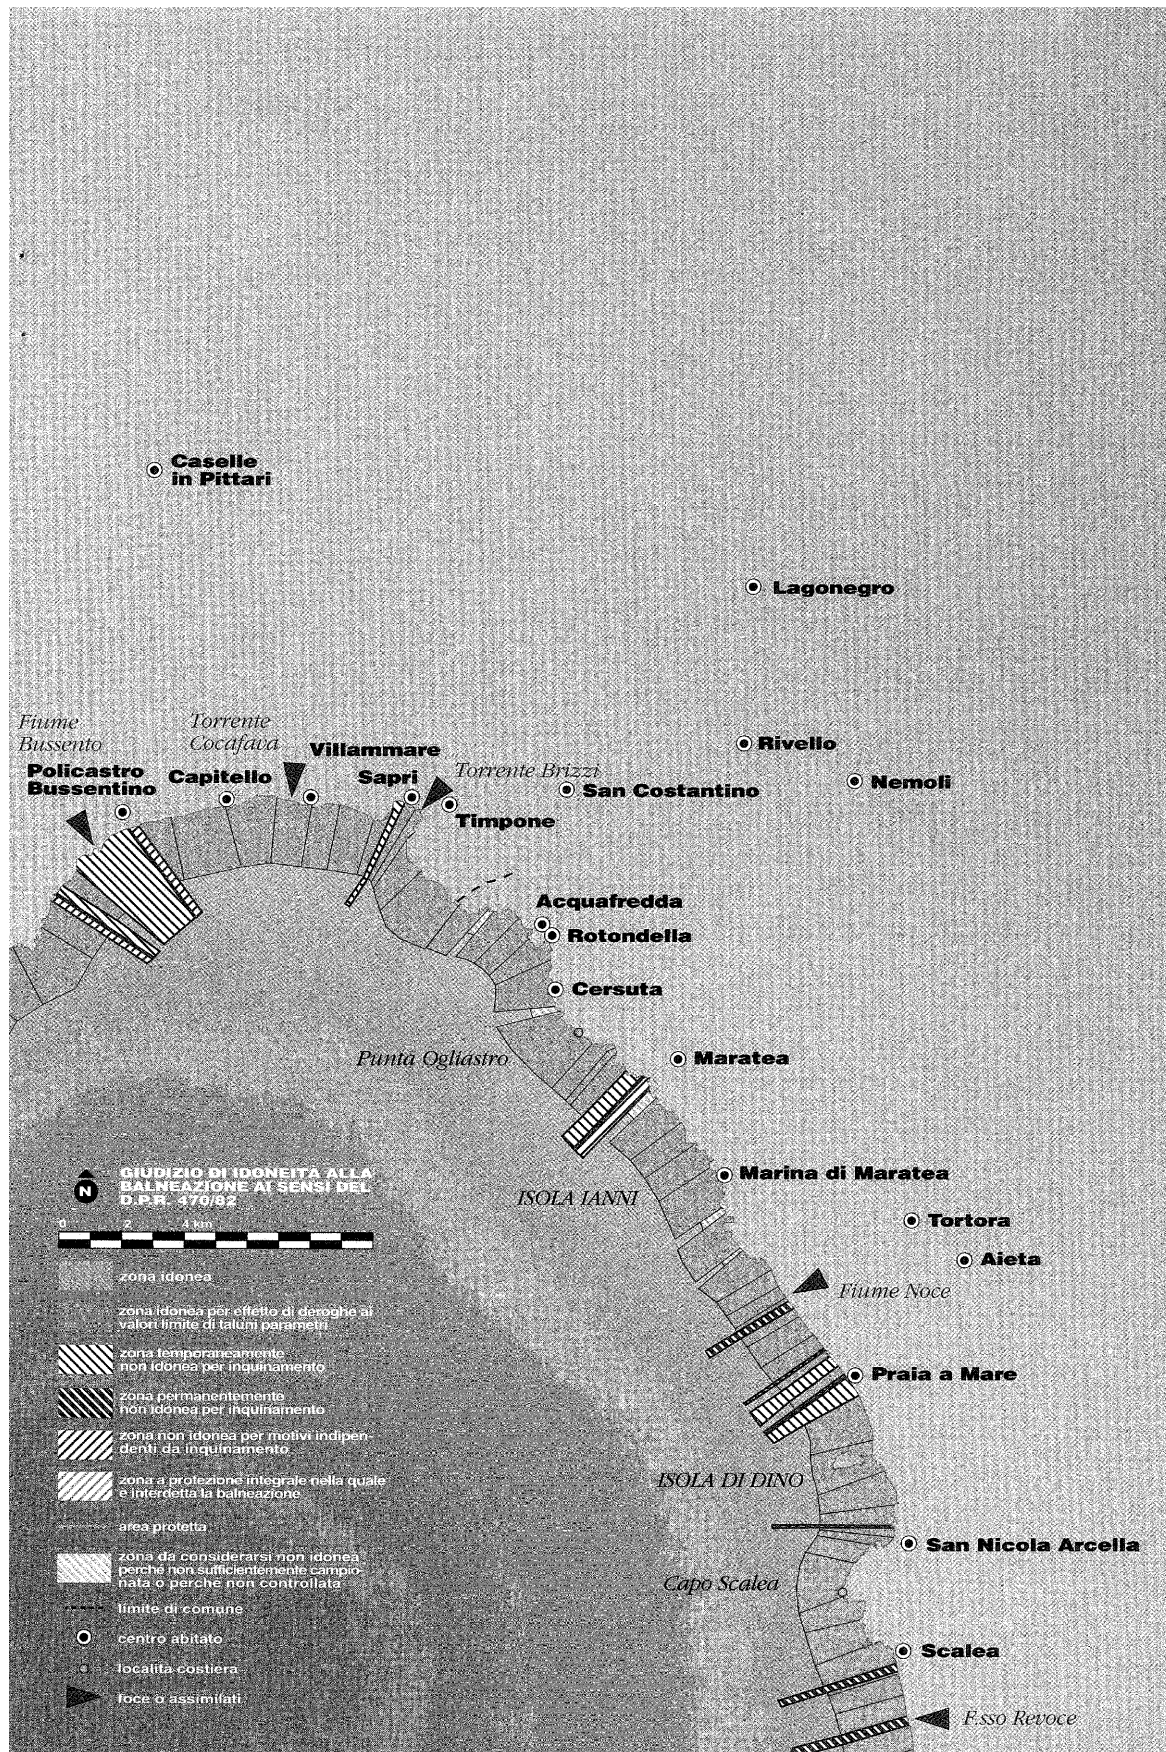 Caselle
in Pittari
Lagonegro
Fiume
Bussento
Torrente
Cocafava
Villammare
Rivello
Policastro
Bussentino
Capitello
Sapri
Torrente Brizzi
San Costantino
Nemoli
Timpone
Acquafredda
Rotondella
Cersuta
Punta Ogliastro
Maratea
GIUDIZIO DI IDONEITÀ ALLA
BALNEAZIONE AI SENSI DEL
D.P.R. 470/82
N
0 2 4 km
Marina di Maratea
ISOLA IANNI
Tortora
Aieta
Fiume Noce
Praia a Mare
ISOLA DI DINO
San Nicola Arcella
Capo Scalea
Scalea
F.sso Revoce
zona idonea
zona idonea per effetto di deroghe ai
valori limite di taluni parametri
zona temporaneamente
non idonea per inquinamento
zona permanentemente
non idonea per inquinamento
zona non idonea per motivi indipen-
denti da inquinamento
zona a protezione integrale nella quale
è interdetta la balneazione
area protetta
zona da considerarsi non idonea
perché non sufficientemente campio-
nata o perché non controllata
limite di comune
centro abitato
località costiera
foce o assimilati